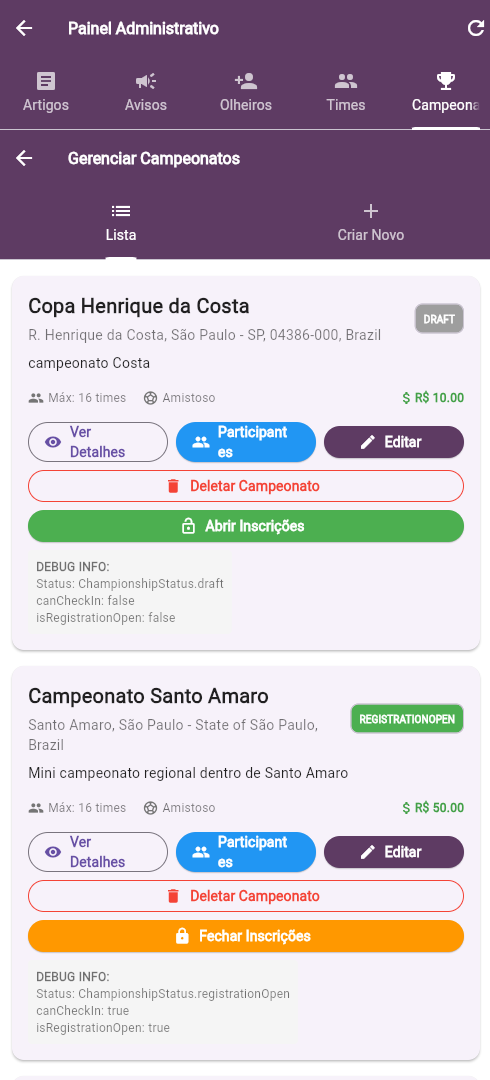 Painel Administrativo
Artigos
Avisos
Olheiros
Times
Campeona
Gerenciar Campeonatos
Lista
Criar Novo
Copa Henrique da Costa
DRAFT
R. Henrique da Costa, São Paulo - SP, 04386-000, Brazil
campeonato Costa
Máx: 16 times
Amistoso
$ R$ 10.00
Ver
Detalhes
Participant
es
Editar
Deletar Campeonato
Abrir Inscrições
DEBUG INFO:
Status: ChampionshipStatus.draft
canCheckIn: false
isRegistrationOpen: false
Campeonato Santo Amaro
REGISTRATIONOPEN
Santo Amaro, São Paulo - State of São Paulo,
Brazil
Mini campeonato regional dentro de Santo Amaro
Máx: 16 times
Amistoso
$ R$ 50.00
Ver
Detalhes
Participant
es
Editar
Deletar Campeonato
Fechar Inscrições
DEBUG INFO:
Status: ChampionshipStatus.registrationOpen
canCheckIn: true
isRegistrationOpen: true